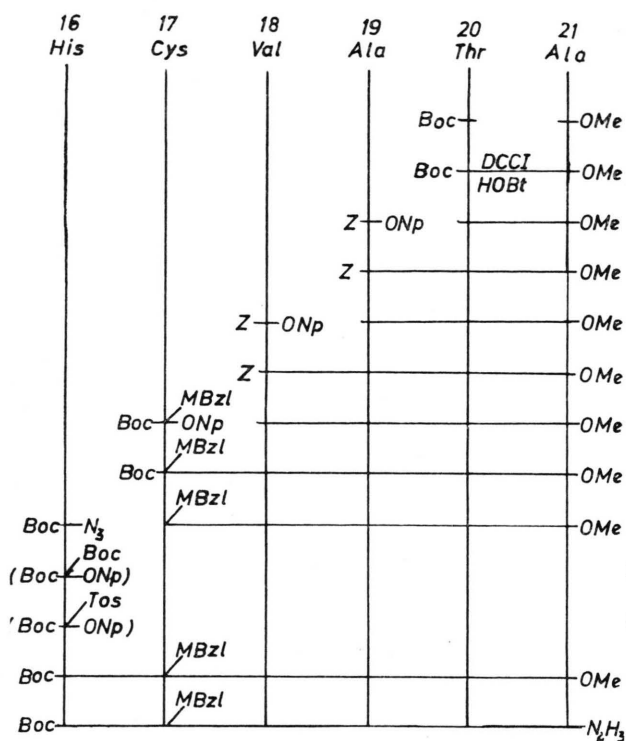 16 17 18 19 20 21
His Cys Val Ala Thr Ala
Boc OMe
Boc DCCI OMe
HOBt
Z ONp OMe
Z OMe
Z ONp OMe
Z OMe
MBzl
Boc ONp OMe
MBzl
Boc OMe
MBzl
Boc N₃ OMe
Boc
(Boc ONp)
Tos
(Boc ONp)
MBzl
Boc OMe
MBzl
Boc N₂H₃